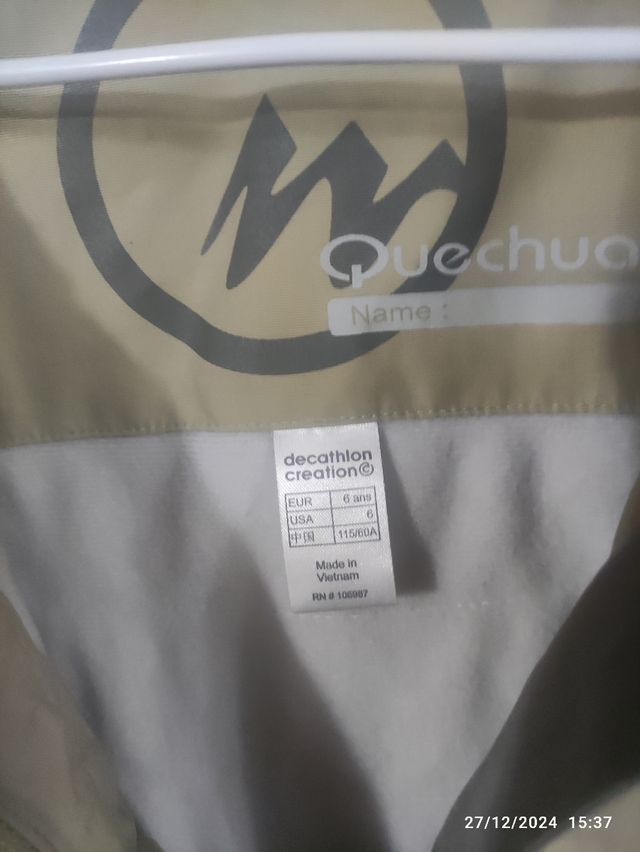 Quechua
Name :
decathlon
creation©
EUR 6 ans
USA 6
中国 115/60A
Made in
Vietnam
RN # 106987
27/12/2024 15:37